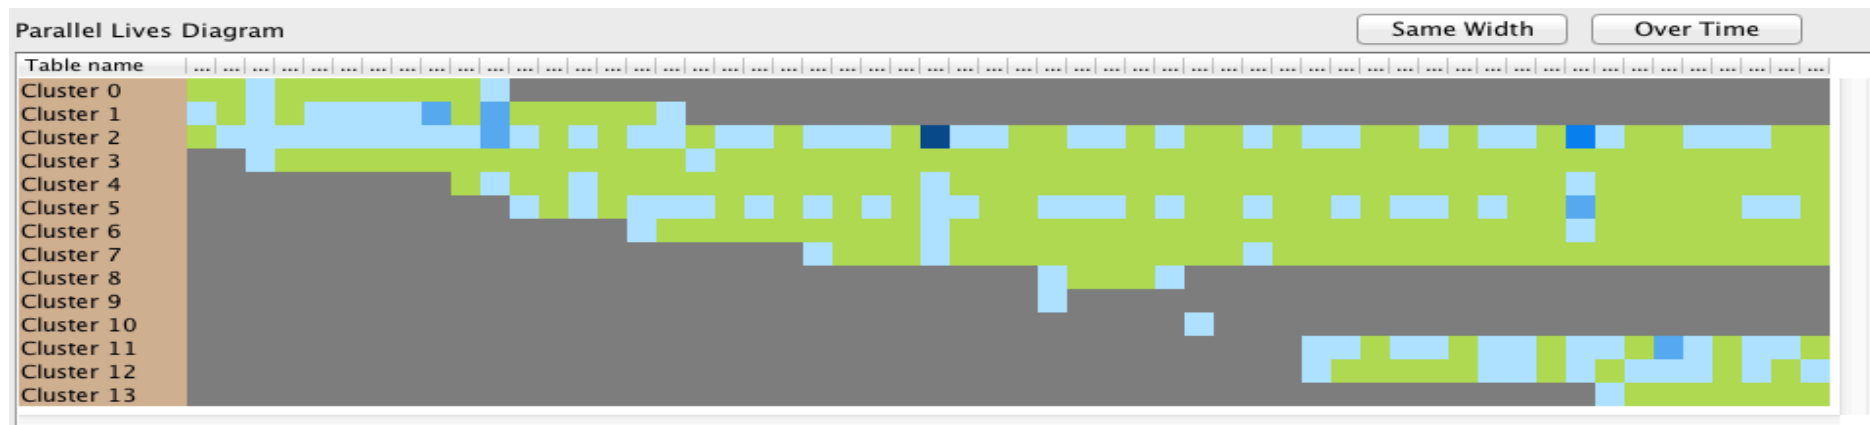 Parallel Lives Diagram Same Width Over Time
Table name ... ... ... ... ... ... ... ... ... ... ... ... ... ... ... ... ... ... ... ... ... ... ... ... ... ... ... ... ... ... ... ... ... ... ... ... ... ... ... ... ... ... ... ... ... ... ... ... ... ... ... ... ... ... ... ...
Cluster 0
Cluster 1
Cluster 2
Cluster 3
Cluster 4
Cluster 5
Cluster 6
Cluster 7
Cluster 8
Cluster 9
Cluster 10
Cluster 11
Cluster 12
Cluster 13